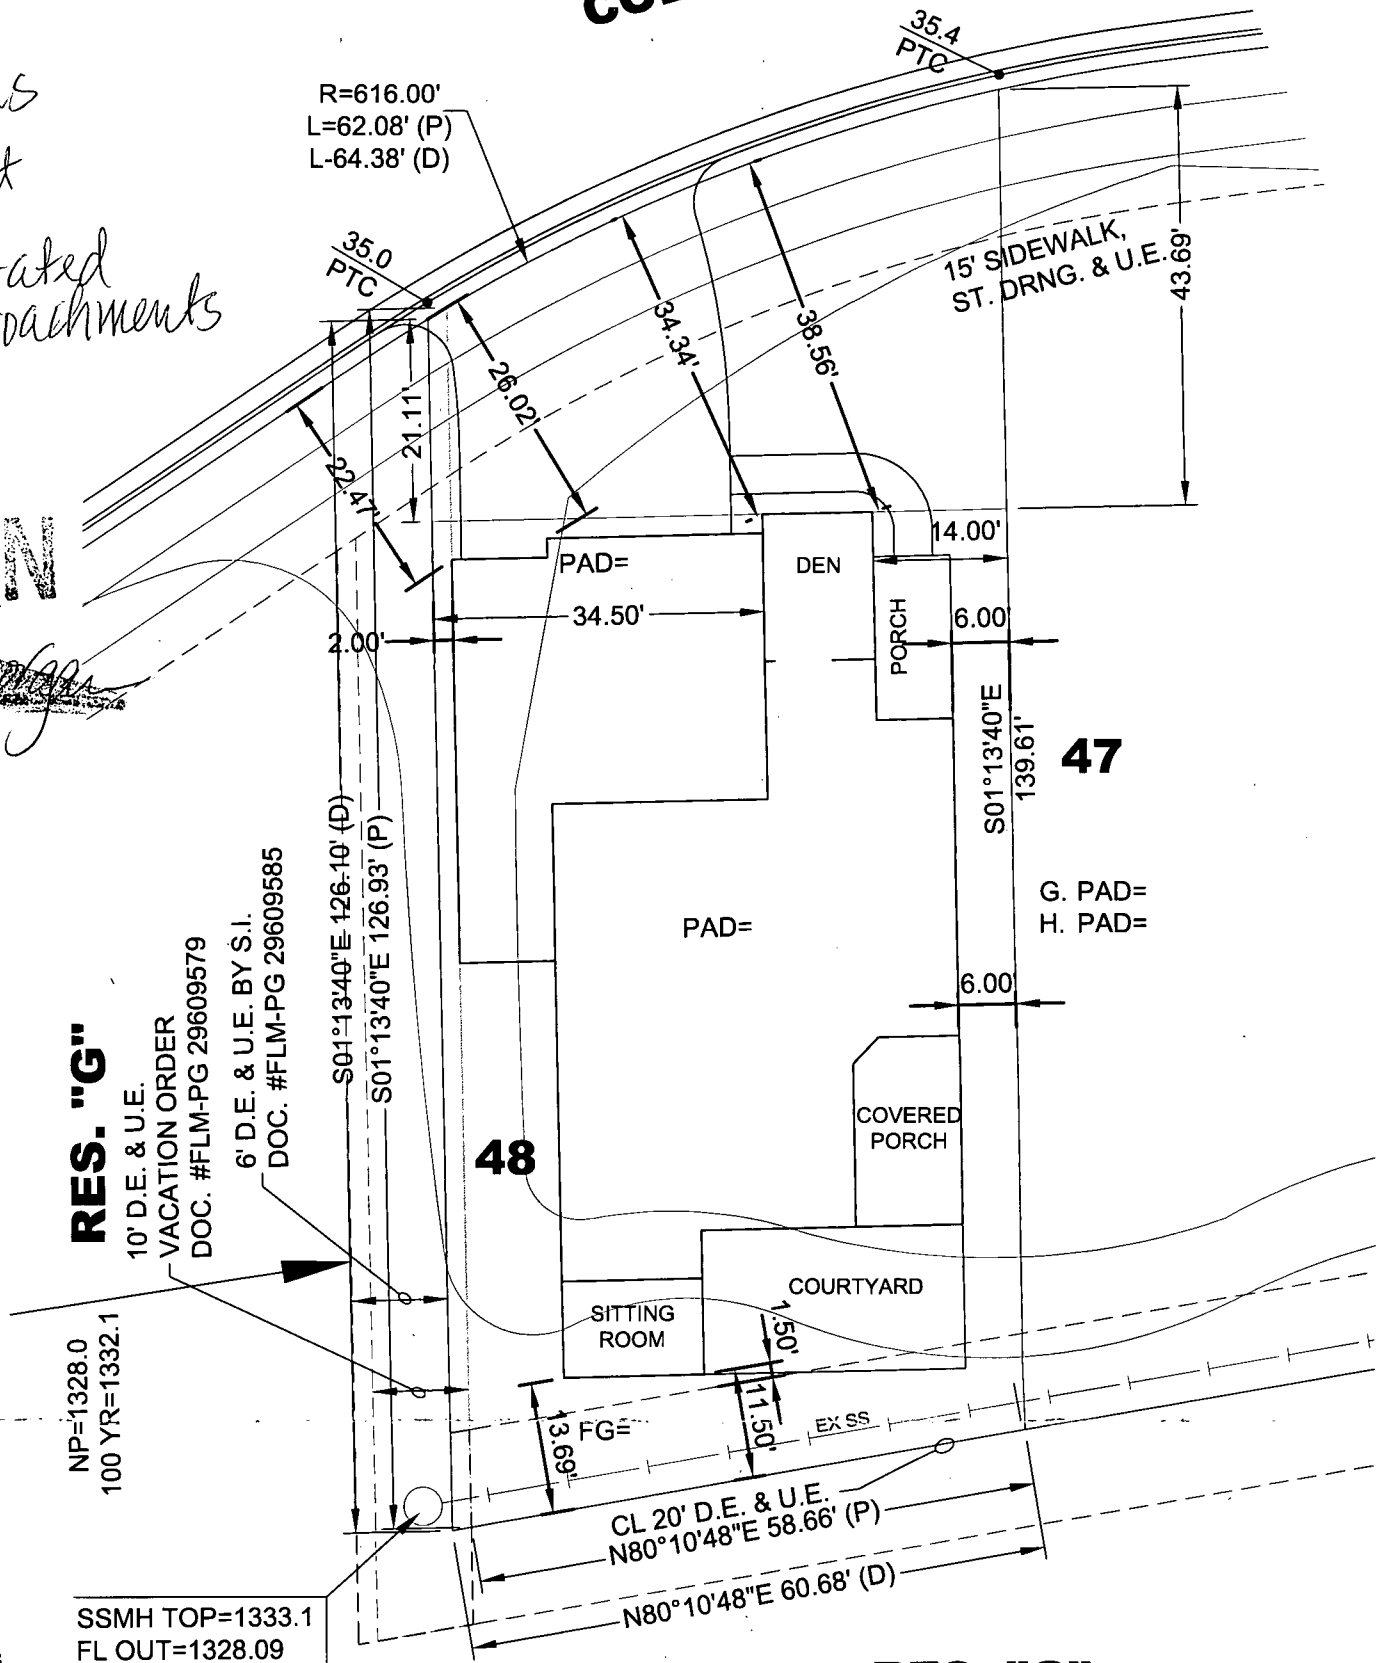 35.4
PTC
R=616.00'
L=62.08' (P)
L-64.38' (D)
35.0
PTC
15' SIDEWALK,
ST. DRNG. & U.E.
43.69'
38.56'
34.34'
26.02'
21.11'
22.47'
14.00'
PAD=
DEN
34.50'
2.00'
PORCH
6.00'
S01°13'40"E
139.61'
47
S01°13'40"E 126.10' (D)
S01°13'40"E 126.93' (P)
G. PAD=
H. PAD=
PAD=
6.00'
RES. "G"
10' D.E. & U.E.
VACATION ORDER
DOC. #FLM-PG 29609579
6' D.E. & U.E. BY S.I.
DOC. #FLM-PG 29609585
48
COVERED
PORCH
COURTYARD
SITTING
ROOM
1.50'
NP=1328.0
100 YR=1332.1
13.69'
FG=
11.50'
EX SS
CL 20' D.E. & U.E.
N80°10'48"E 58.66' (P)
N80°10'48"E 60.68' (D)
SSMH TOP=1333.1
FL OUT=1328.09